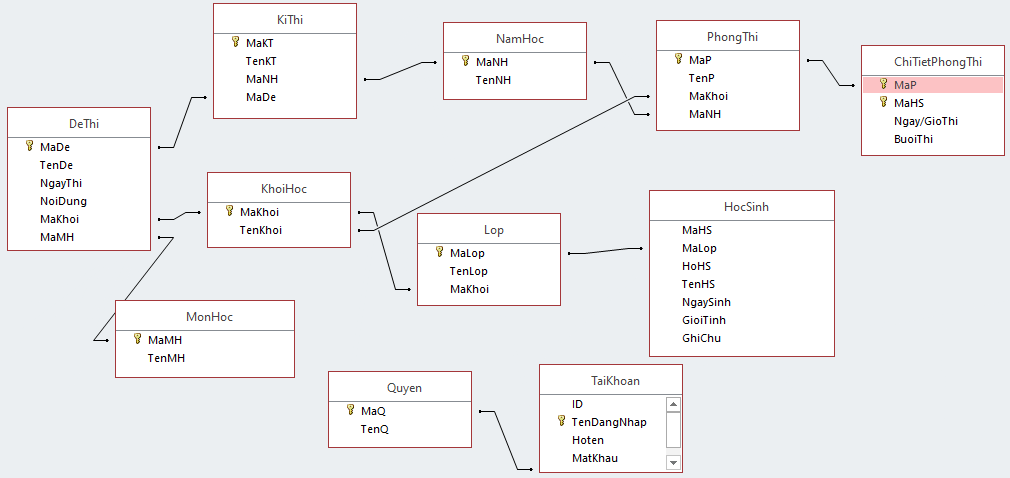 KiThi
MaKT
TenKT
MaNH
MaDe
NamHoc
MaNH
TenNH
PhongThi
MaP
TenP
MaKhoi
MaNH
ChiTietPhongThi
MaP
MaHS
Ngay/GioThi
BuoiThi
DeThi
MaDe
TenDe
NgayThi
NoiDung
MaKhoi
MaMH
KhoiHoc
MaKhoi
TenKhoi
Lop
MaLop
TenLop
MaKhoi
HocSinh
MaHS
MaLop
HoHS
TenHS
NgaySinh
GioiTinh
GhiChu
MonHoc
MaMH
TenMH
Quyen
MaQ
TenQ
TaiKhoan
ID
TenDangNhap
Hoten
MatKhau